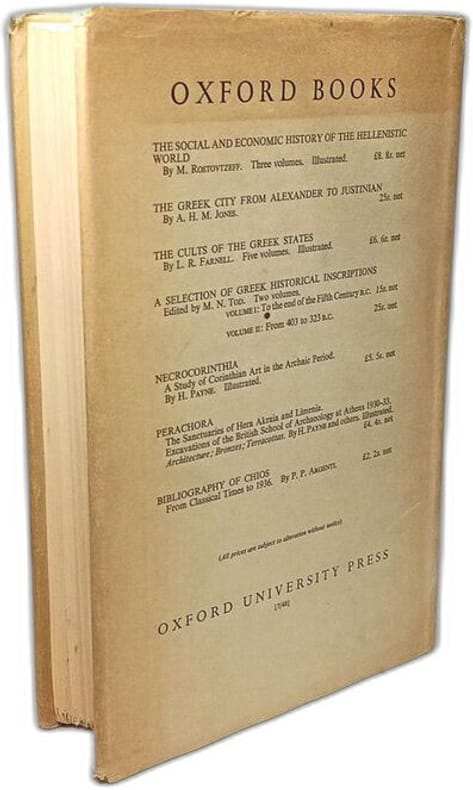 OXFORD BOOKS
THE SOCIAL AND ECONOMIC HISTORY OF THE HELLENISTIC
WORLD
By M. ROSTOVTZEFF. Three volumes. Illustrated. £8. 8s. net
THE GREEK CITY FROM ALEXANDER TO JUSTINIAN
By A. H. M. JONES. 25s. net
THE CULTS OF THE GREEK STATES
By L. R. FARNELL. Five volumes. Illustrated. £6. 6s. net
A SELECTION OF GREEK HISTORICAL INSCRIPTIONS
Edited by M. N. TOD. Two volumes.
VOLUME I: To the end of the Fifth Century B.C. 15s. net
VOLUME II: From 403 to 323 B.C. 25s. net
NECROCORINTHIA
A Study of Corinthian Art in the Archaic Period.
By H. PAYNE. Illustrated. £5. 5s. net
PERACHORA
The Sanctuaries of Hera Akraia and Limenia.
Excavations of the British School of Archaeology at Athens 1930-33.
Architecture; Bronzes; Terracottas. By H. PAYNE and others. Illustrated.
£4. 4s. net
BIBLIOGRAPHY OF CHIOS
From Classical Times to 1936. By P. P. ARGENTI. £2. 2s. net
(All prices are subject to alteration without notice)
OXFORD UNIVERSITY PRESS
[7/48]